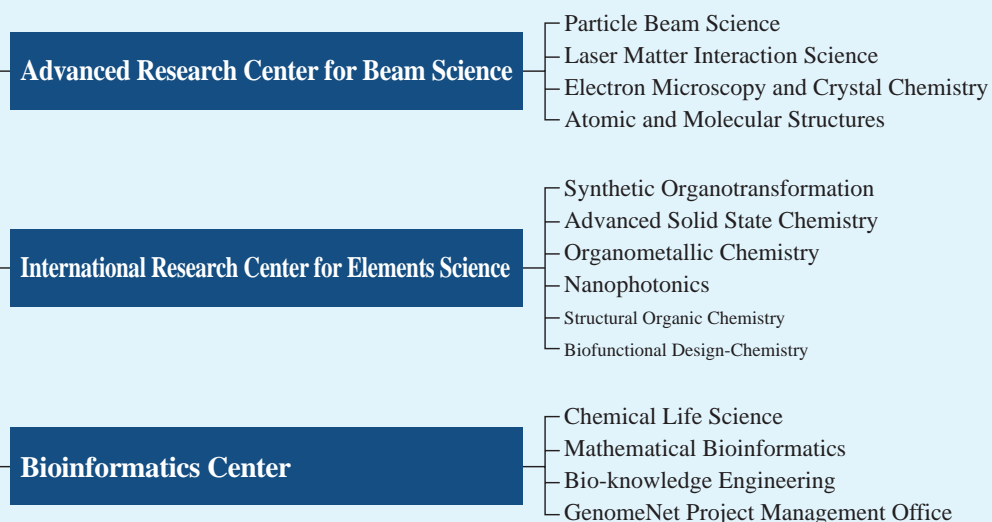 Advanced Research Center for Beam Science
Particle Beam Science
Laser Matter Interaction Science
Electron Microscopy and Crystal Chemistry
Atomic and Molecular Structures
International Research Center for Elements Science
Synthetic Organotransformation
Advanced Solid State Chemistry
Organometallic Chemistry
Nanophotonics
Structural Organic Chemistry
Biofunctional Design-Chemistry
Bioinformatics Center
Chemical Life Science
Mathematical Bioinformatics
Bio-knowledge Engineering
GenomeNet Project Management Office